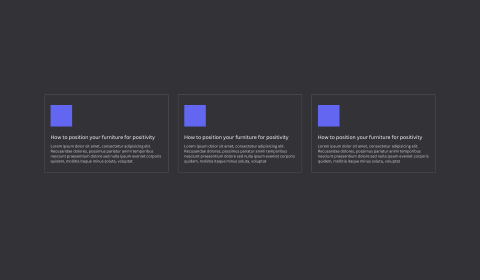 How to position your furniture for positivity
Lorem ipsum dolor sit amet, consectetur adipisicing elit.
Recusandae dolores, possimus pariatur animi temporibus
nesciunt praesentium dolore sed nulla ipsum eveniet corporis
quidem, mollitia itaque minus soluta, voluptat
How to position your furniture for positivity
Lorem ipsum dolor sit amet, consectetur adipisicing elit.
Recusandae dolores, possimus pariatur animi temporibus
nesciunt praesentium dolore sed nulla ipsum eveniet corporis
quidem, mollitia itaque minus soluta, voluptat
How to position your furniture for positivity
Lorem ipsum dolor sit amet, consectetur adipisicing elit.
Recusandae dolores, possimus pariatur animi temporibus
nesciunt praesentium dolore sed nulla ipsum eveniet corporis
quidem, mollitia itaque minus soluta, voluptat